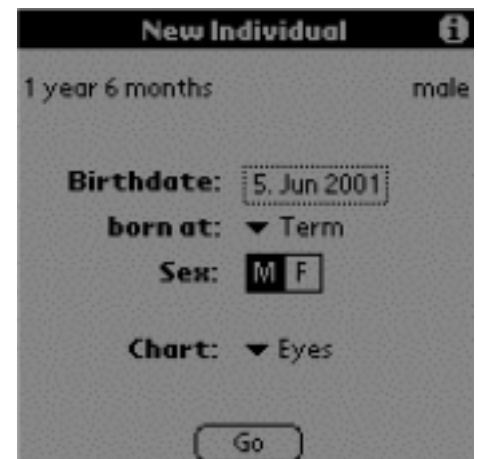 New Individual i
1 year 6 months male
Birthdate: 5. Jun 2001
born at: Term
Sex: M F
Chart: Eyes
Go